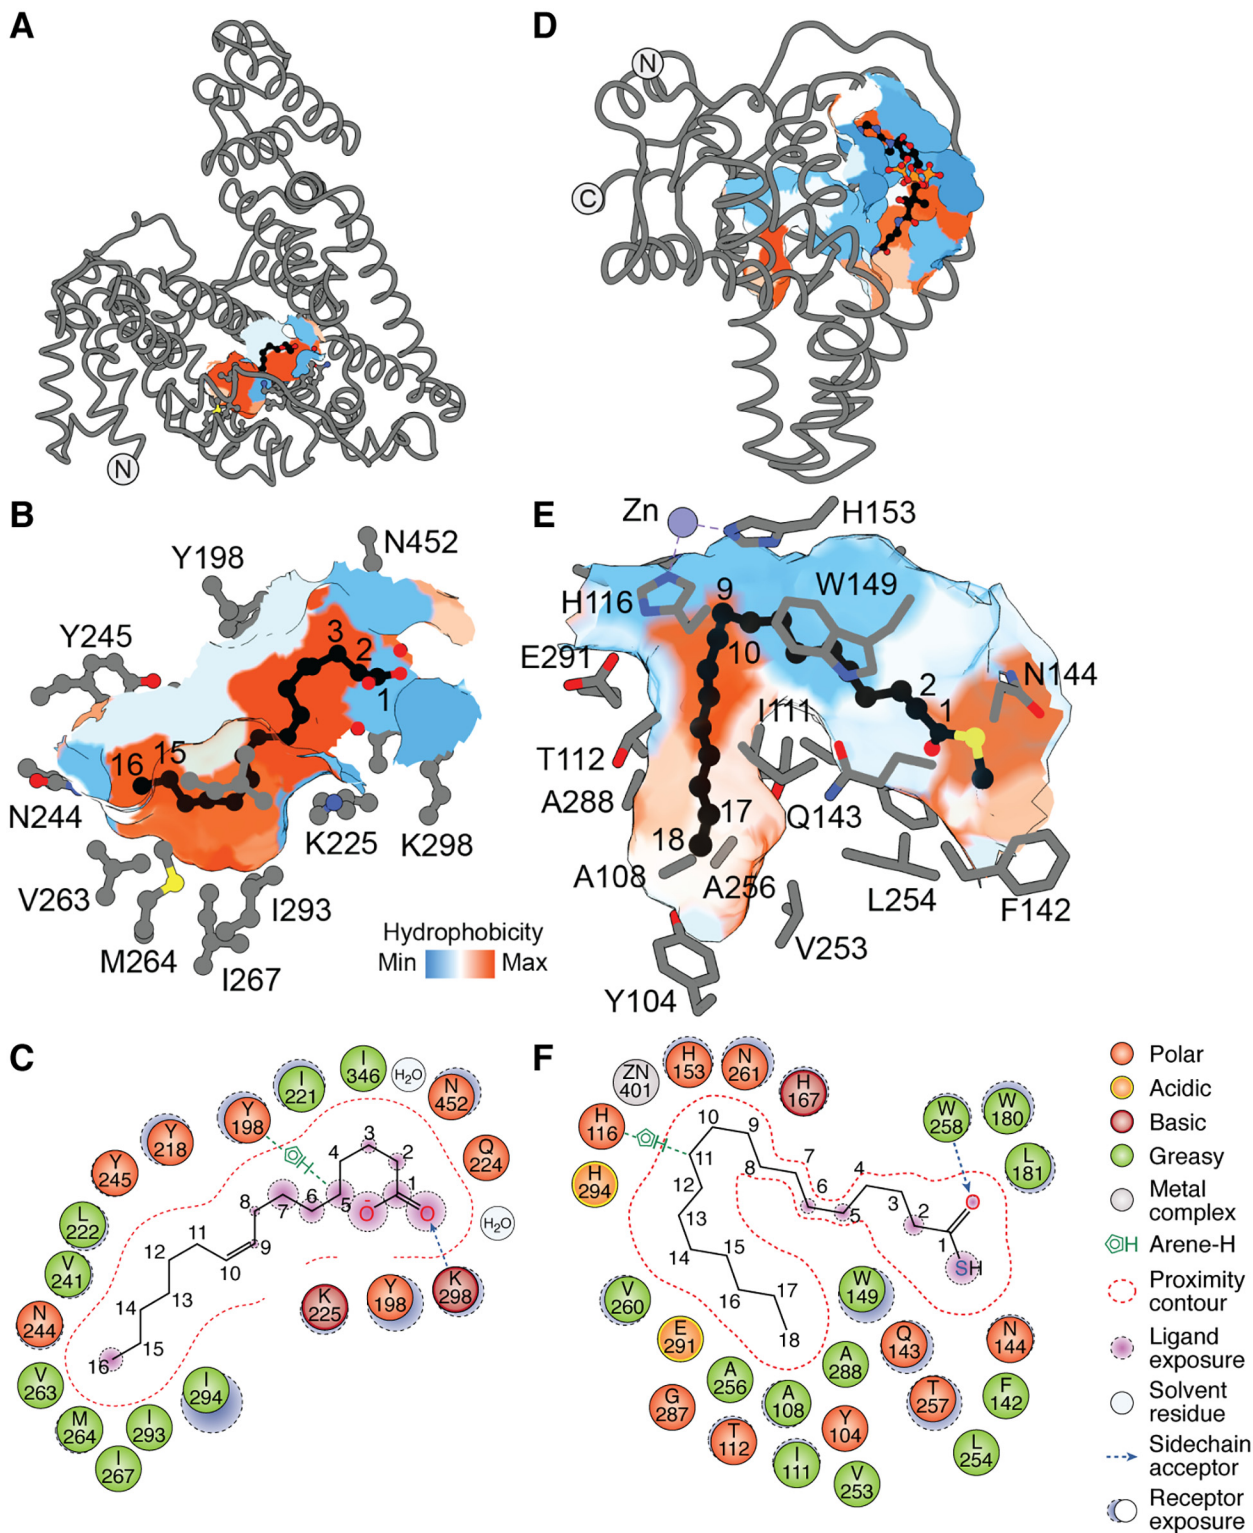 A
N
D
N
C
B
Y198
N452
Y245
3
2
1
16
15
N244
K225
K298
V263
I293
M264
I267
Hydrophobicity
Min
Max
E
Zn
H153
H116
9
W149
10
E291
2
N144
1
I111
T112
A288
17
Q143
18
A108
A256
L254
F142
V253
Y104
C
I
346
H₂O
I
221
N
452
Y
198
Y
218
Q
224
Y
245
H
3
4
2
1
8
7
6
5
O
-
O
H₂O
L
222
11
9
12
10
V
241
K
225
Y
198
K
298
13
N
244
14
15
16
V
263
I
294
M
264
I
293
I
267
F
H
153
N
261
ZN
401
H
167
H
116
W
258
W
180
10
9
H
L
181
11
8
7
4
H
294
12
6
3
2
O
5
13
1
SH
14
15
V
260
W
149
16
17
E
291
18
Q
143
N
144
A
288
A
256
G
287
A
108
T
257
F
142
T
112
Y
104
I
111
L
254
V
253
Polar
Acidic
Basic
Greasy
Metal
complex
H
Arene-H
Proximity
contour
Ligand
exposure
Solvent
residue
Sidechain
acceptor
Receptor
exposure